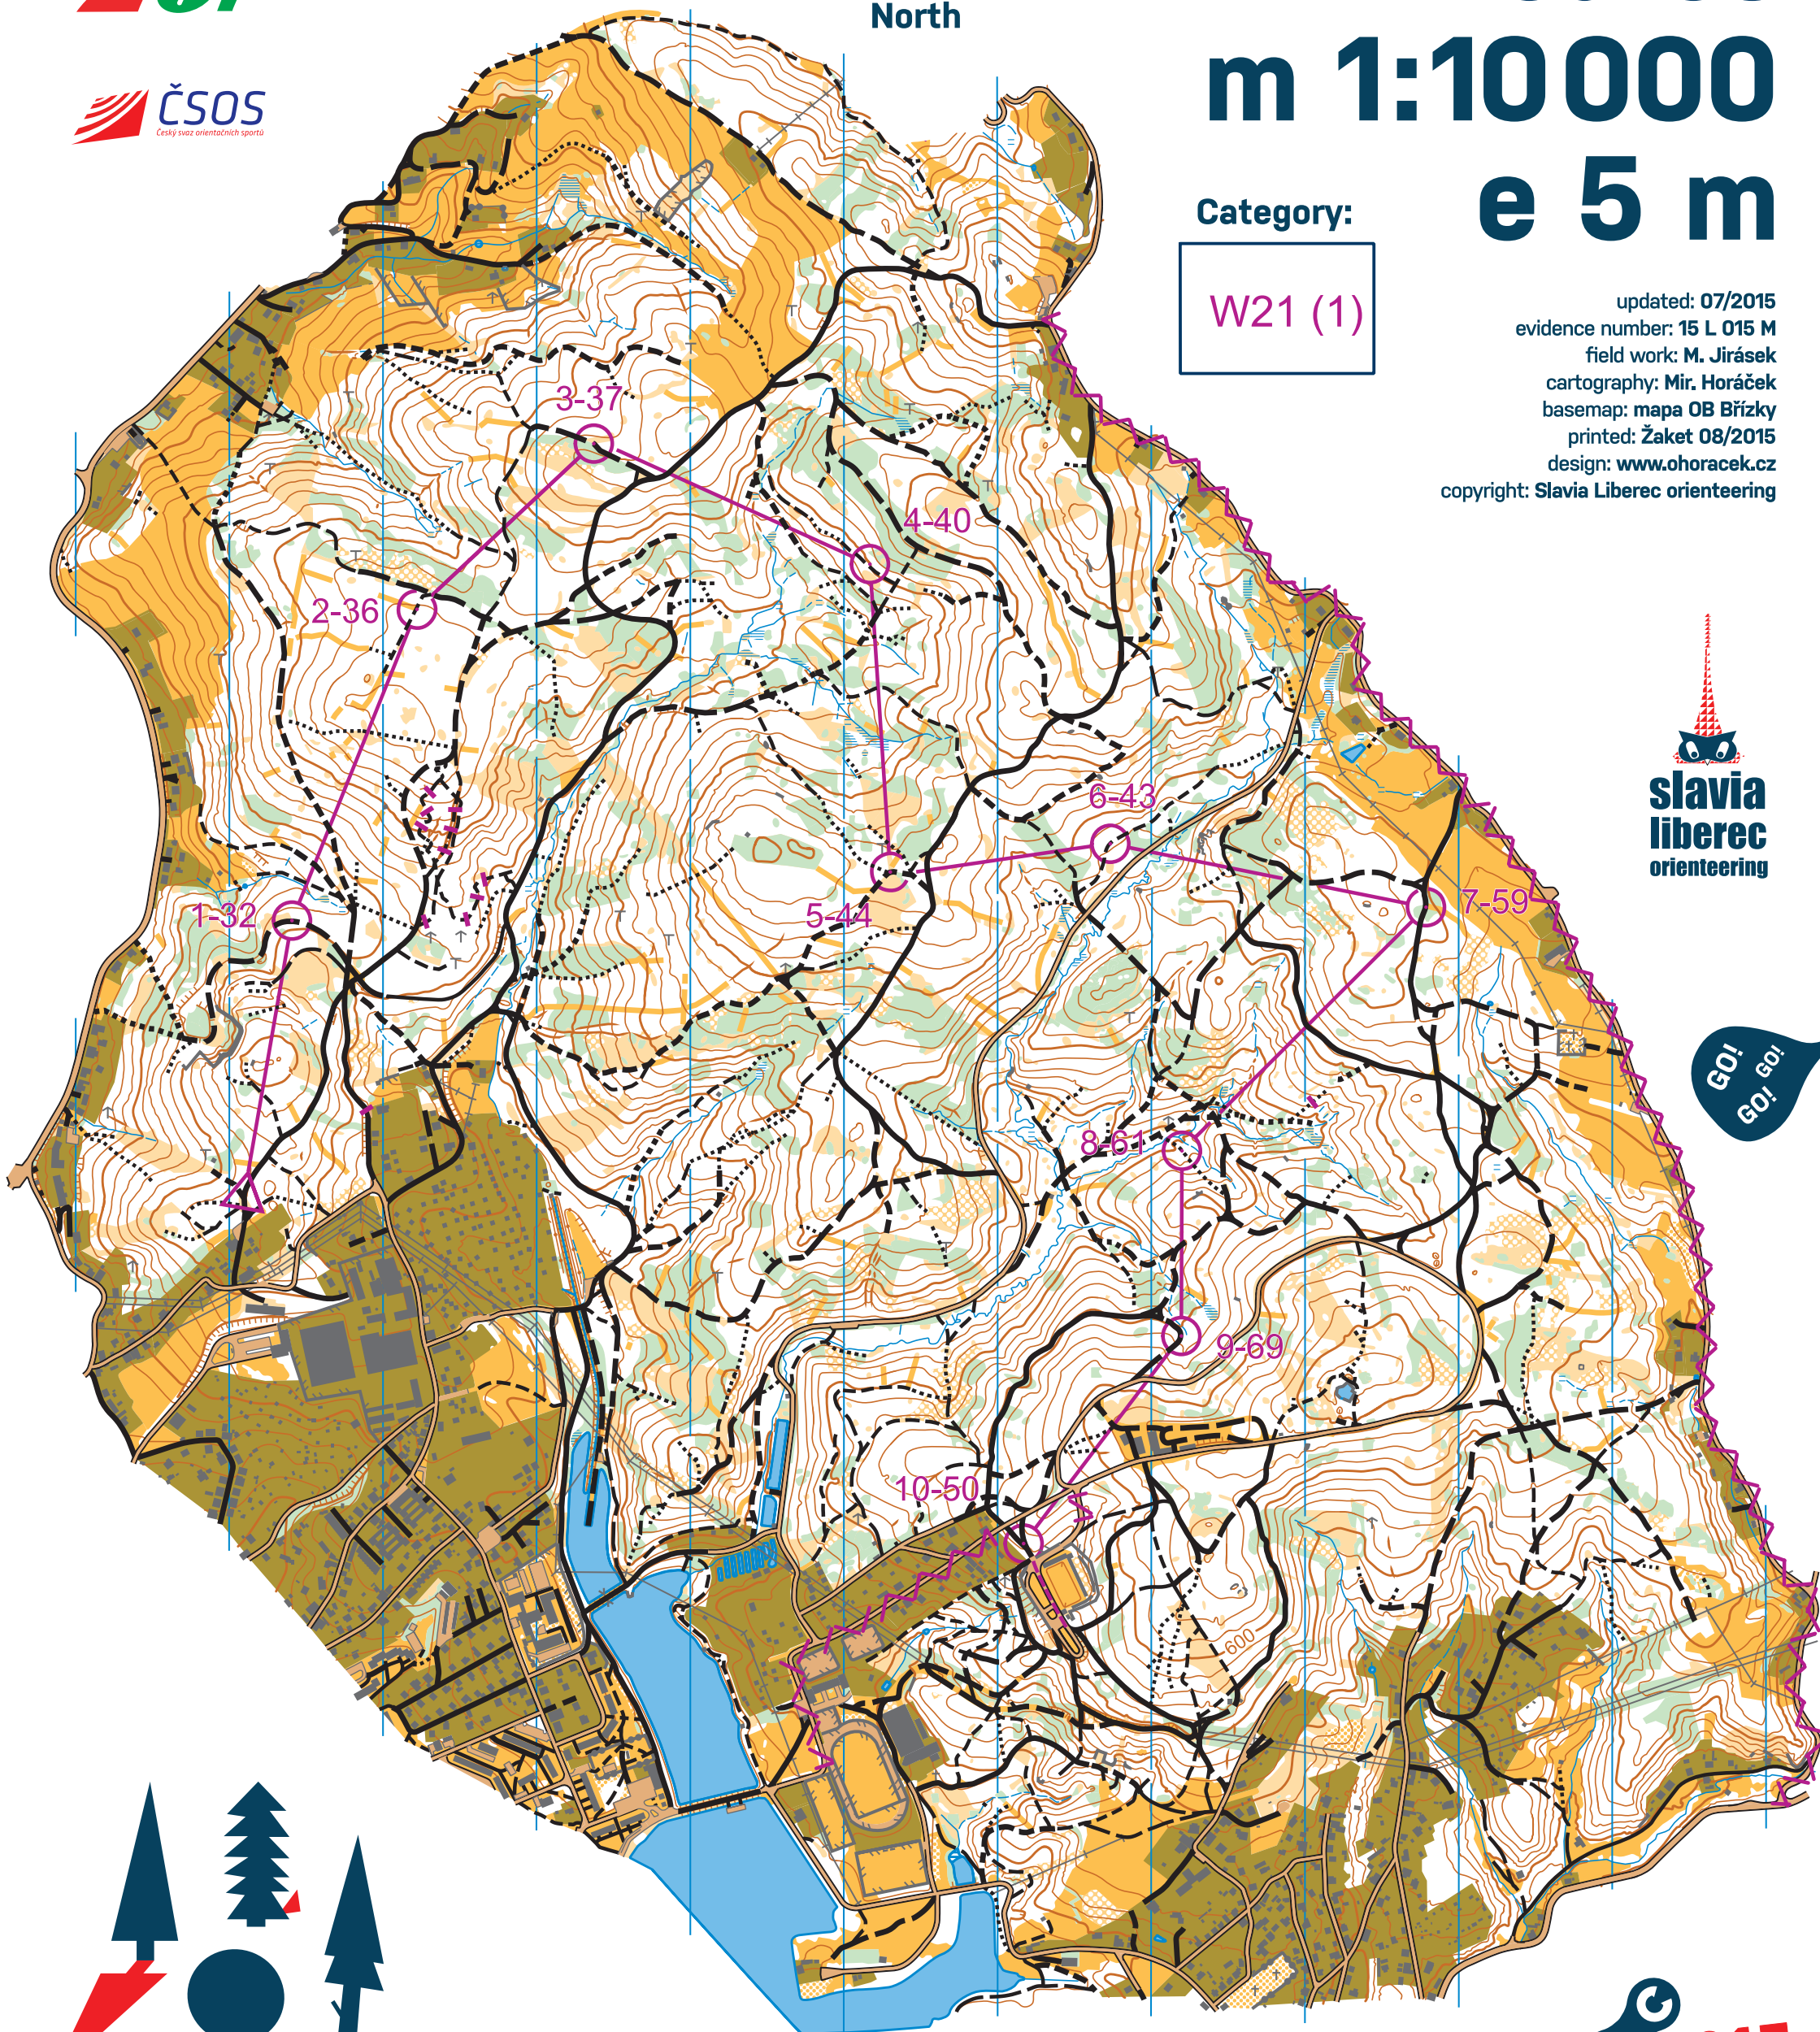 North
ČSOS
Český svaz orientačních sportů
m 1:10 000
e 5 m
Category:
W21 (1)
updated: 07/2015
evidence number: 15 L 015 M
field work: M. Jirásek
cartography: Mir. Horáček
basemap: mapa OB Břízky
printed: Žaket 08/2015
design: www.ohoracek.cz
copyright: Slavia Liberec orienteering
3-37
4-40
2-36
slavia
liberec
orienteering
6-43
7-59
5-44
1-32
GO!
GO!
GO!
8-61
9-69
10-50
600